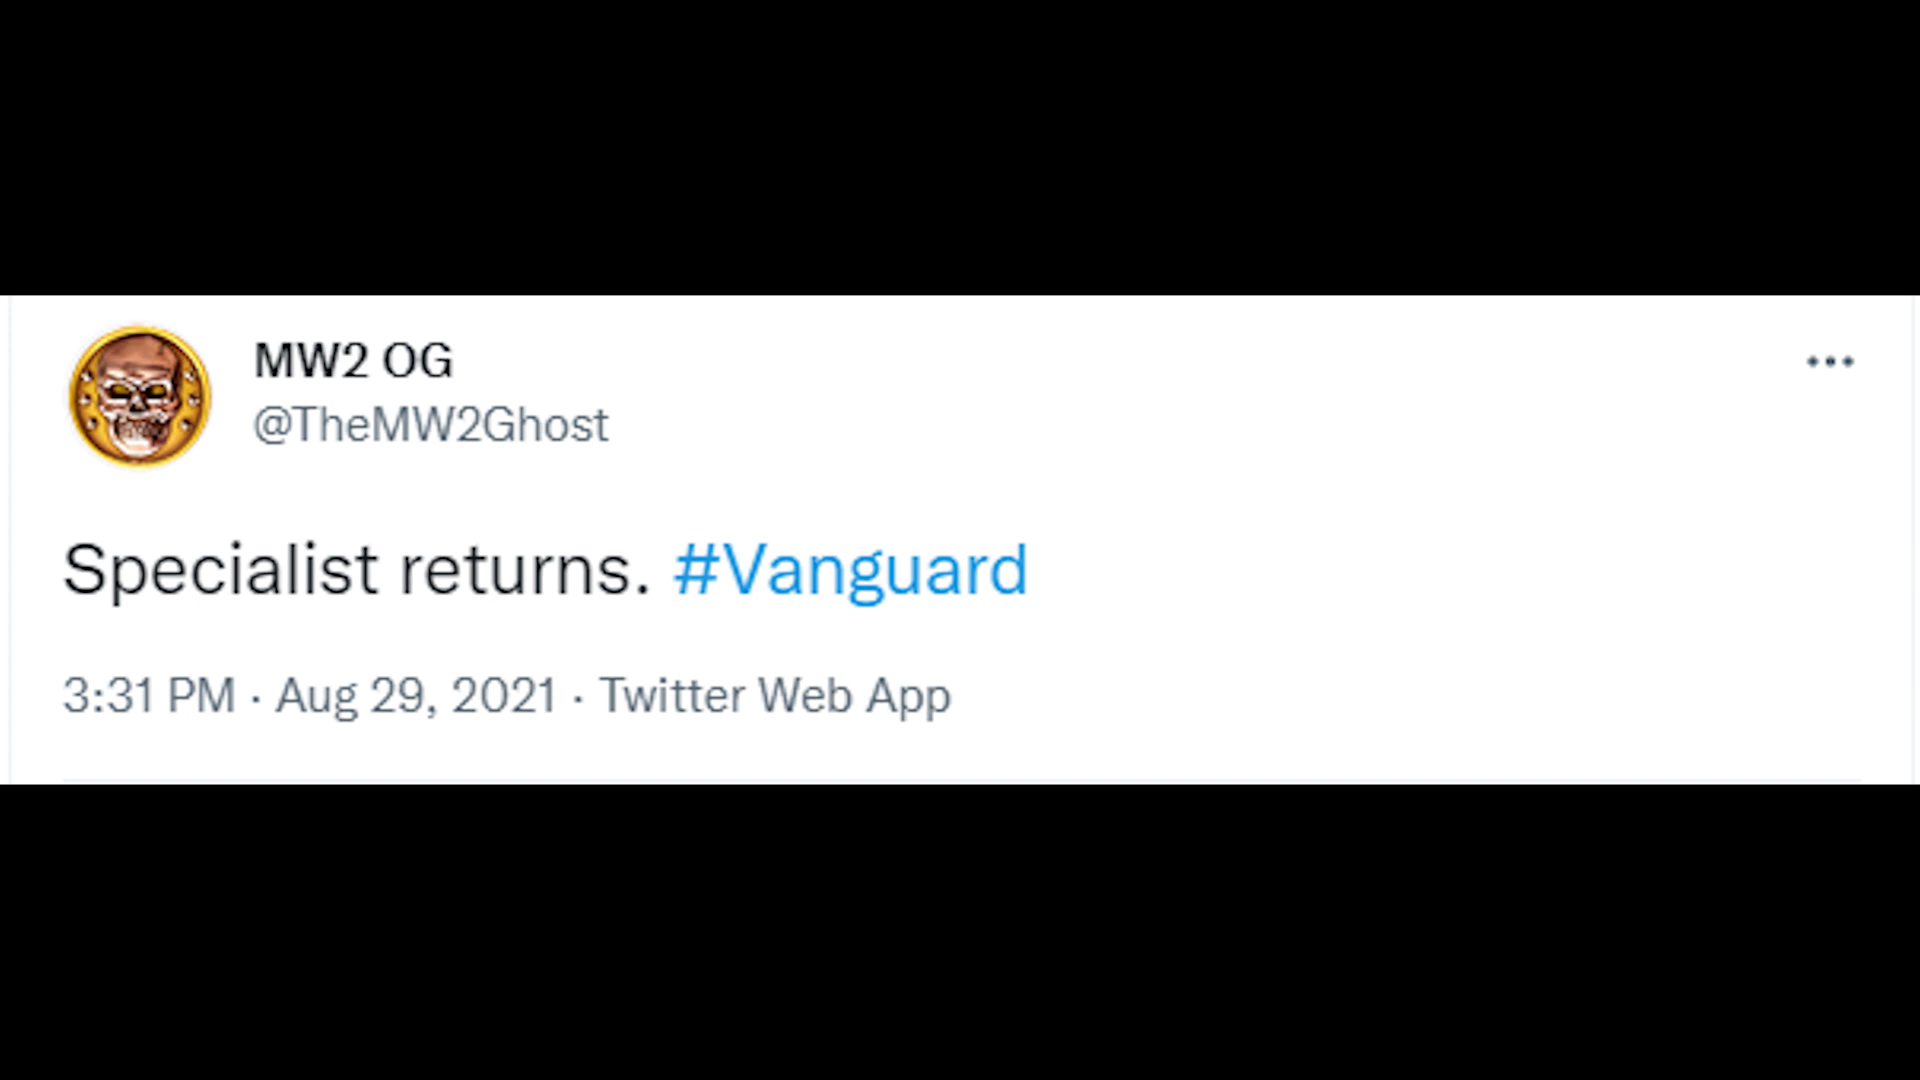 MW2 OG
@TheMW2Ghost
Specialist returns. #Vanguard
3:31 PM · Aug 29, 2021 · Twitter Web App